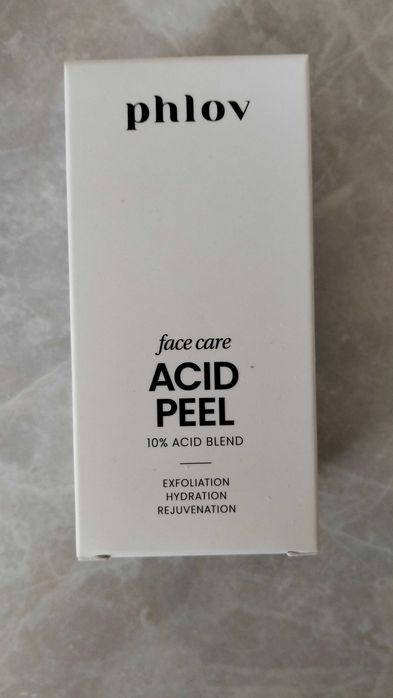 phlov
face care
ACID
PEEL
10% ACID BLEND
EXFOLIATION
HYDRATION
REJUVENATION